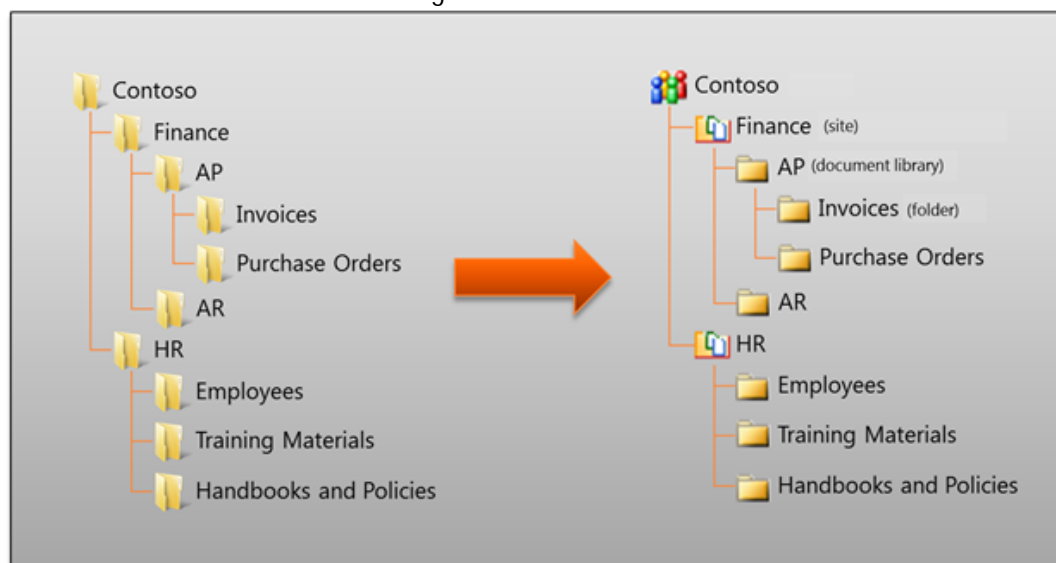 g
Contoso
Finance
AP
Invoices
Purchase Orders
AR
HR
Employees
Training Materials
Handbooks and Policies
Contoso
Finance (site)
AP (document library)
Invoices (folder)
Purchase Orders
AR
HR
Employees
Training Materials
Handbooks and Policies